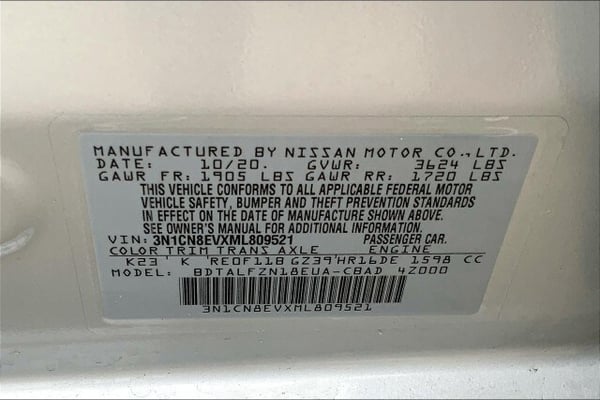 MANUFACTURED BY NISSAN MOTOR CO.,LTD.
DATE: 10/20. GVWR: 3624 LBS
GAWR FR: 1905 LBS GAWR RR: 1720 LBS
THIS VEHICLE CONFORMS TO ALL APPLICABLE FEDERAL MOTOR
VEHICLE SAFETY, BUMPER AND THEFT PREVENTION STANDARDS
IN EFFECT ON THE DATE OF MANUFACTURE SHOWN ABOVE.
SEE OWNER'S MANUAL FOR ADDITIONAL INFORMATION.
VIN: 3N1CN8EVXML809521 PASSENGER CAR.
COLOR TRIM TRANS AXLE ENGINE
K23' K RE0F11B GZ39'HR16DE 1598 CC
MODEL: BDTALFZN18EUA-CBAD 4Z000
3N1CN8EVXML809521